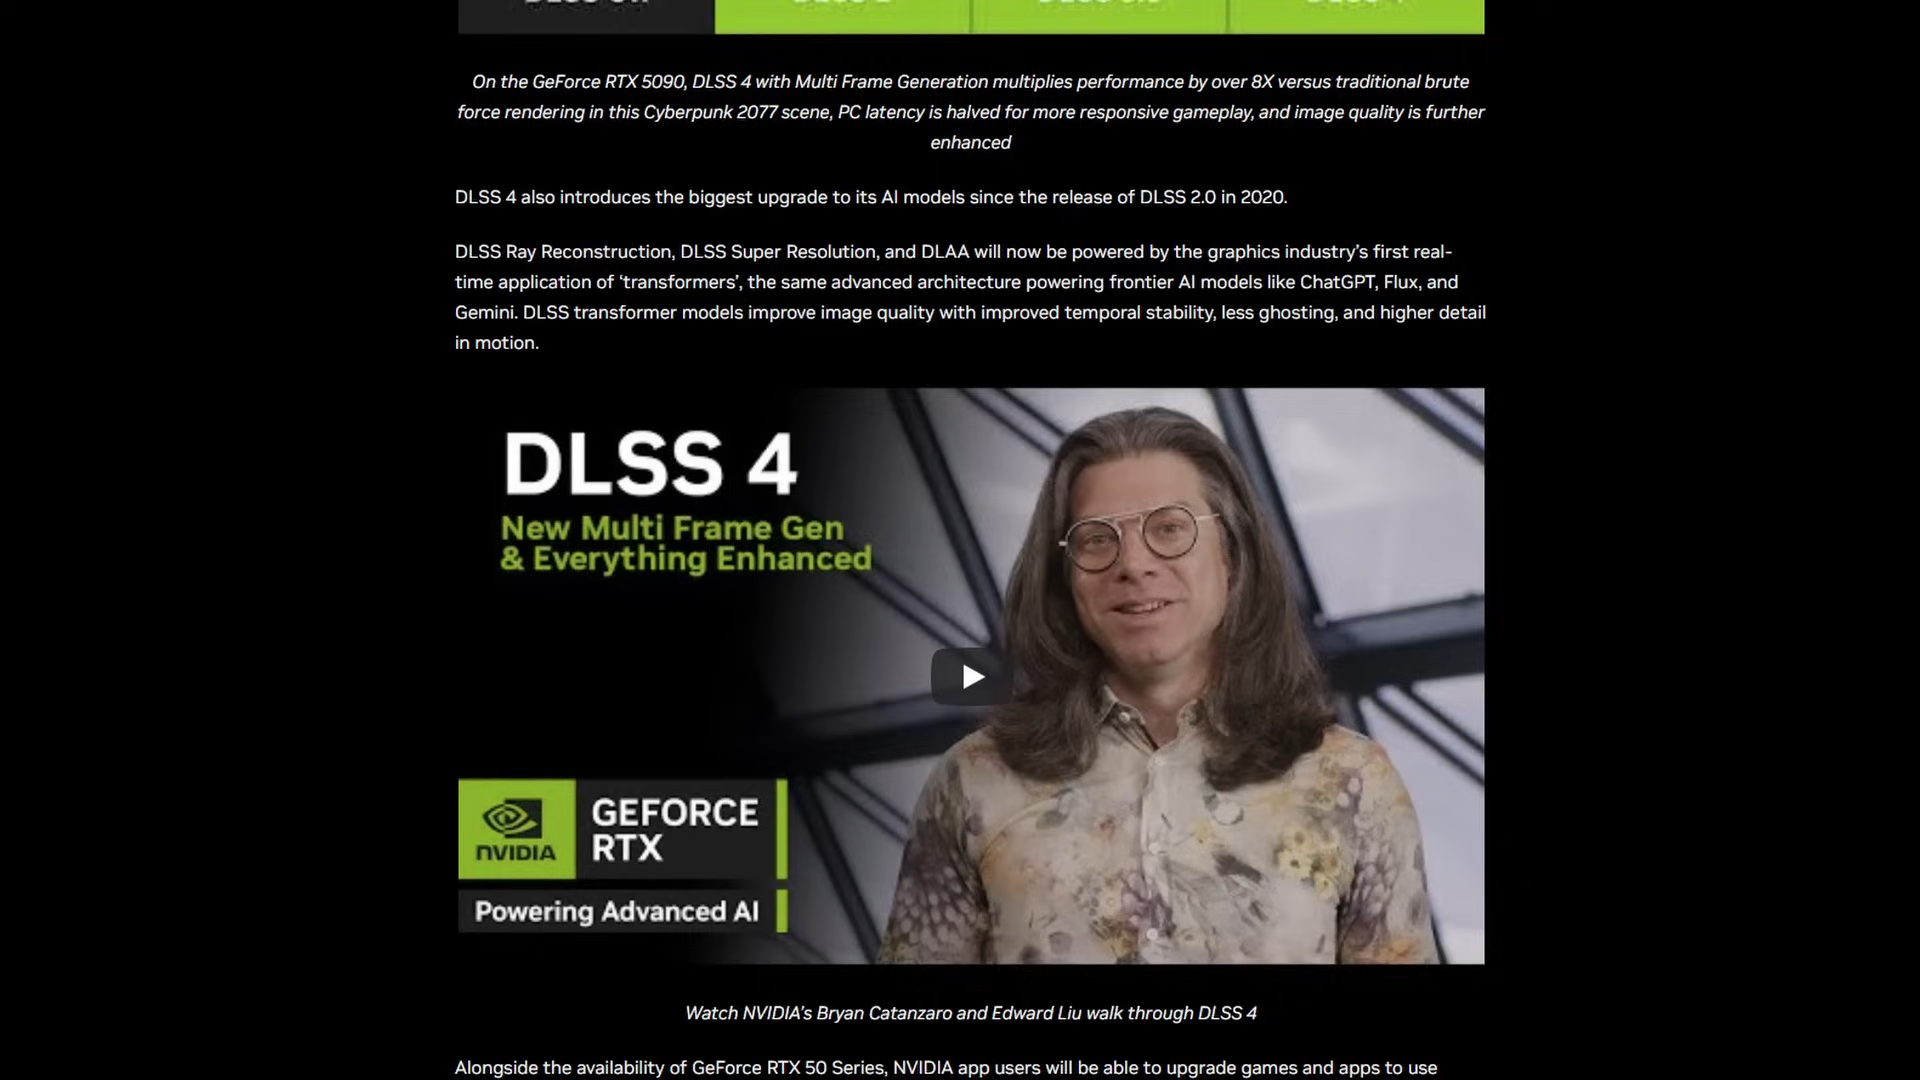 On the GeForce RTX 5090, DLSS 4 with Multi Frame Generation multiplies performance by over 8X versus traditional brute
force rendering in this Cyberpunk 2077 scene, PC latency is halved for more responsive gameplay, and image quality is further
enhanced
DLSS 4 also introduces the biggest upgrade to its AI models since the release of DLSS 2.0 in 2020.
DLSS Ray Reconstruction, DLSS Super Resolution, and DLAA will now be powered by the graphics industry’s first real-
time application of ‘transformers’, the same advanced architecture powering frontier AI models like ChatGPT, Flux, and
Gemini. DLSS transformer models improve image quality with improved temporal stability, less ghosting, and higher detail
in motion.
DLSS 4
New Multi Frame Gen
& Everything Enhanced
NVIDIA
GEFORCE
RTX
Powering Advanced AI
Watch NVIDIA’s Bryan Catanzaro and Edward Liu walk through DLSS 4
Alongside the availability of GeForce RTX 50 Series, NVIDIA app users will be able to upgrade games and apps to use